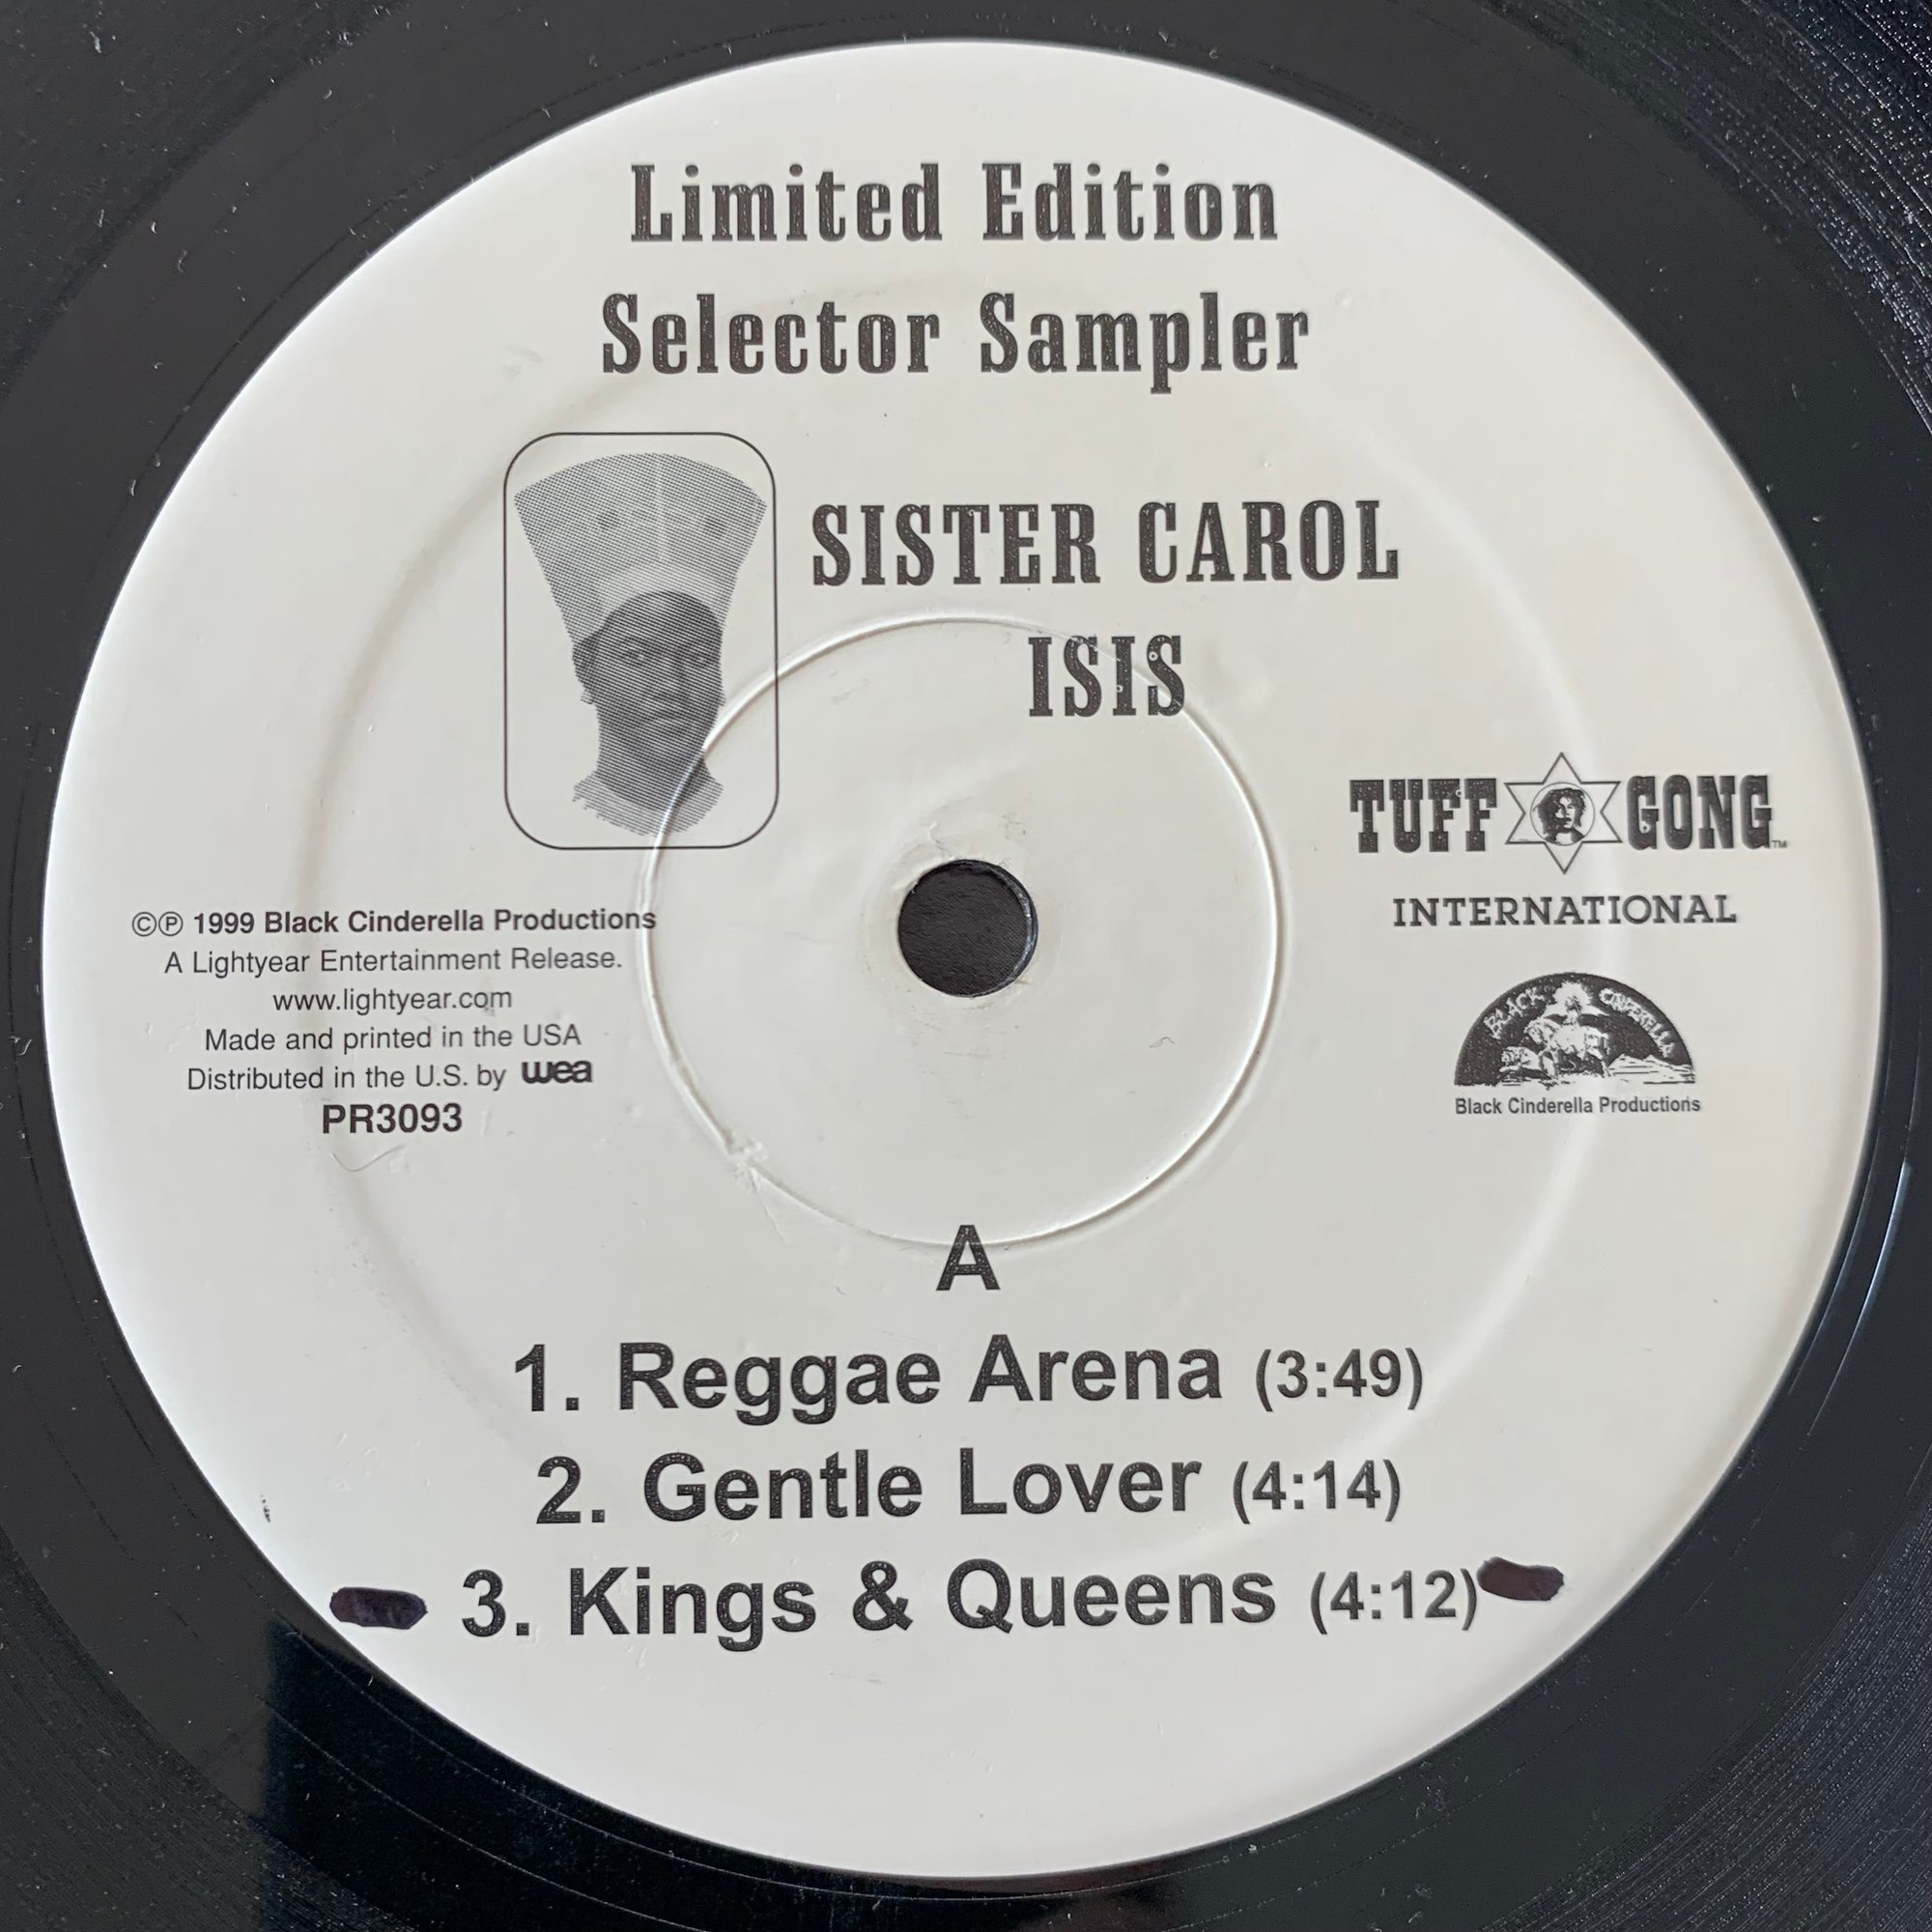 Limited Edition
Selector Sampler
SISTER CAROL
ISIS
TUFF GONG™
INTERNATIONAL
BLACK CINDERELLA
Black Cinderella Productions
©℗ 1999 Black Cinderella Productions
A Lightyear Entertainment Release.
www.lightyear.com
Made and printed in the USA
Distributed in the U.S. by wea
PR3093
A
1. Reggae Arena (3:49)
2. Gentle Lover (4:14)
3. Kings & Queens (4:12)